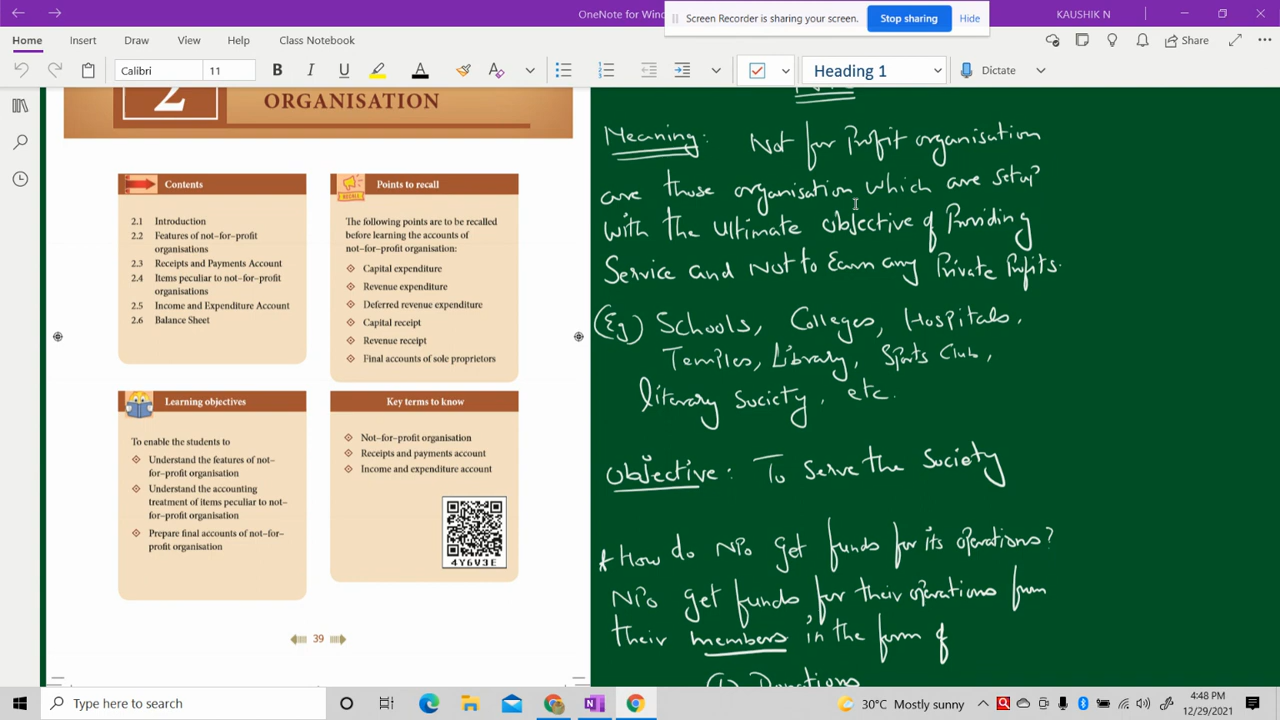 OneNote for Win
Screen Recorder is sharing your screen.
Stop sharing
Hide
KAUSHIK N
Home
Insert
Draw
View
Help
Class Notebook
Share
Calibri
11
B
I
U
A
Heading 1
Dictate
2
ORGANISATION
Contents
2.1 Introduction
2.2 Features of not-for-profit
organisations
2.3 Receipts and Payments Account
2.4 Items peculiar to not-for-profit
organisations
2.5 Income and Expenditure Account
2.6 Balance Sheet
RECALL
Points to recall
The following points are to be recalled
before learning the accounts of
not-for-profit organisation:
Capital expenditure
Revenue expenditure
Deferred revenue expenditure
Capital receipt
Revenue receipt
Final accounts of sole proprietors
Learning objectives
To enable the students to
Understand the features of not–
for–profit organisation
Understand the accounting
treatment of items peculiar to not–
for–profit organisation
Prepare final accounts of not–for–
profit organisation
Key terms to know
Not–for–profit organisation
Receipts and payments account
Income and expenditure account
4Y6V3E
39
Meaning: Not for Profit organisation
are those organisation which are setup
with the Ultimate objective of Providing
Service and Not to Earn any Private Profits.
(Eg) Schools, Colleges, Hospitals,
Temples, Library, Sports Club,
literary Society, etc.
Objective: To Serve the Society
* How do NPO get funds for its operations?
NPO get funds for their operations from
their members in the form of
(1) Donations
Type here to search
30°C Mostly sunny
4:48 PM
12/29/2021